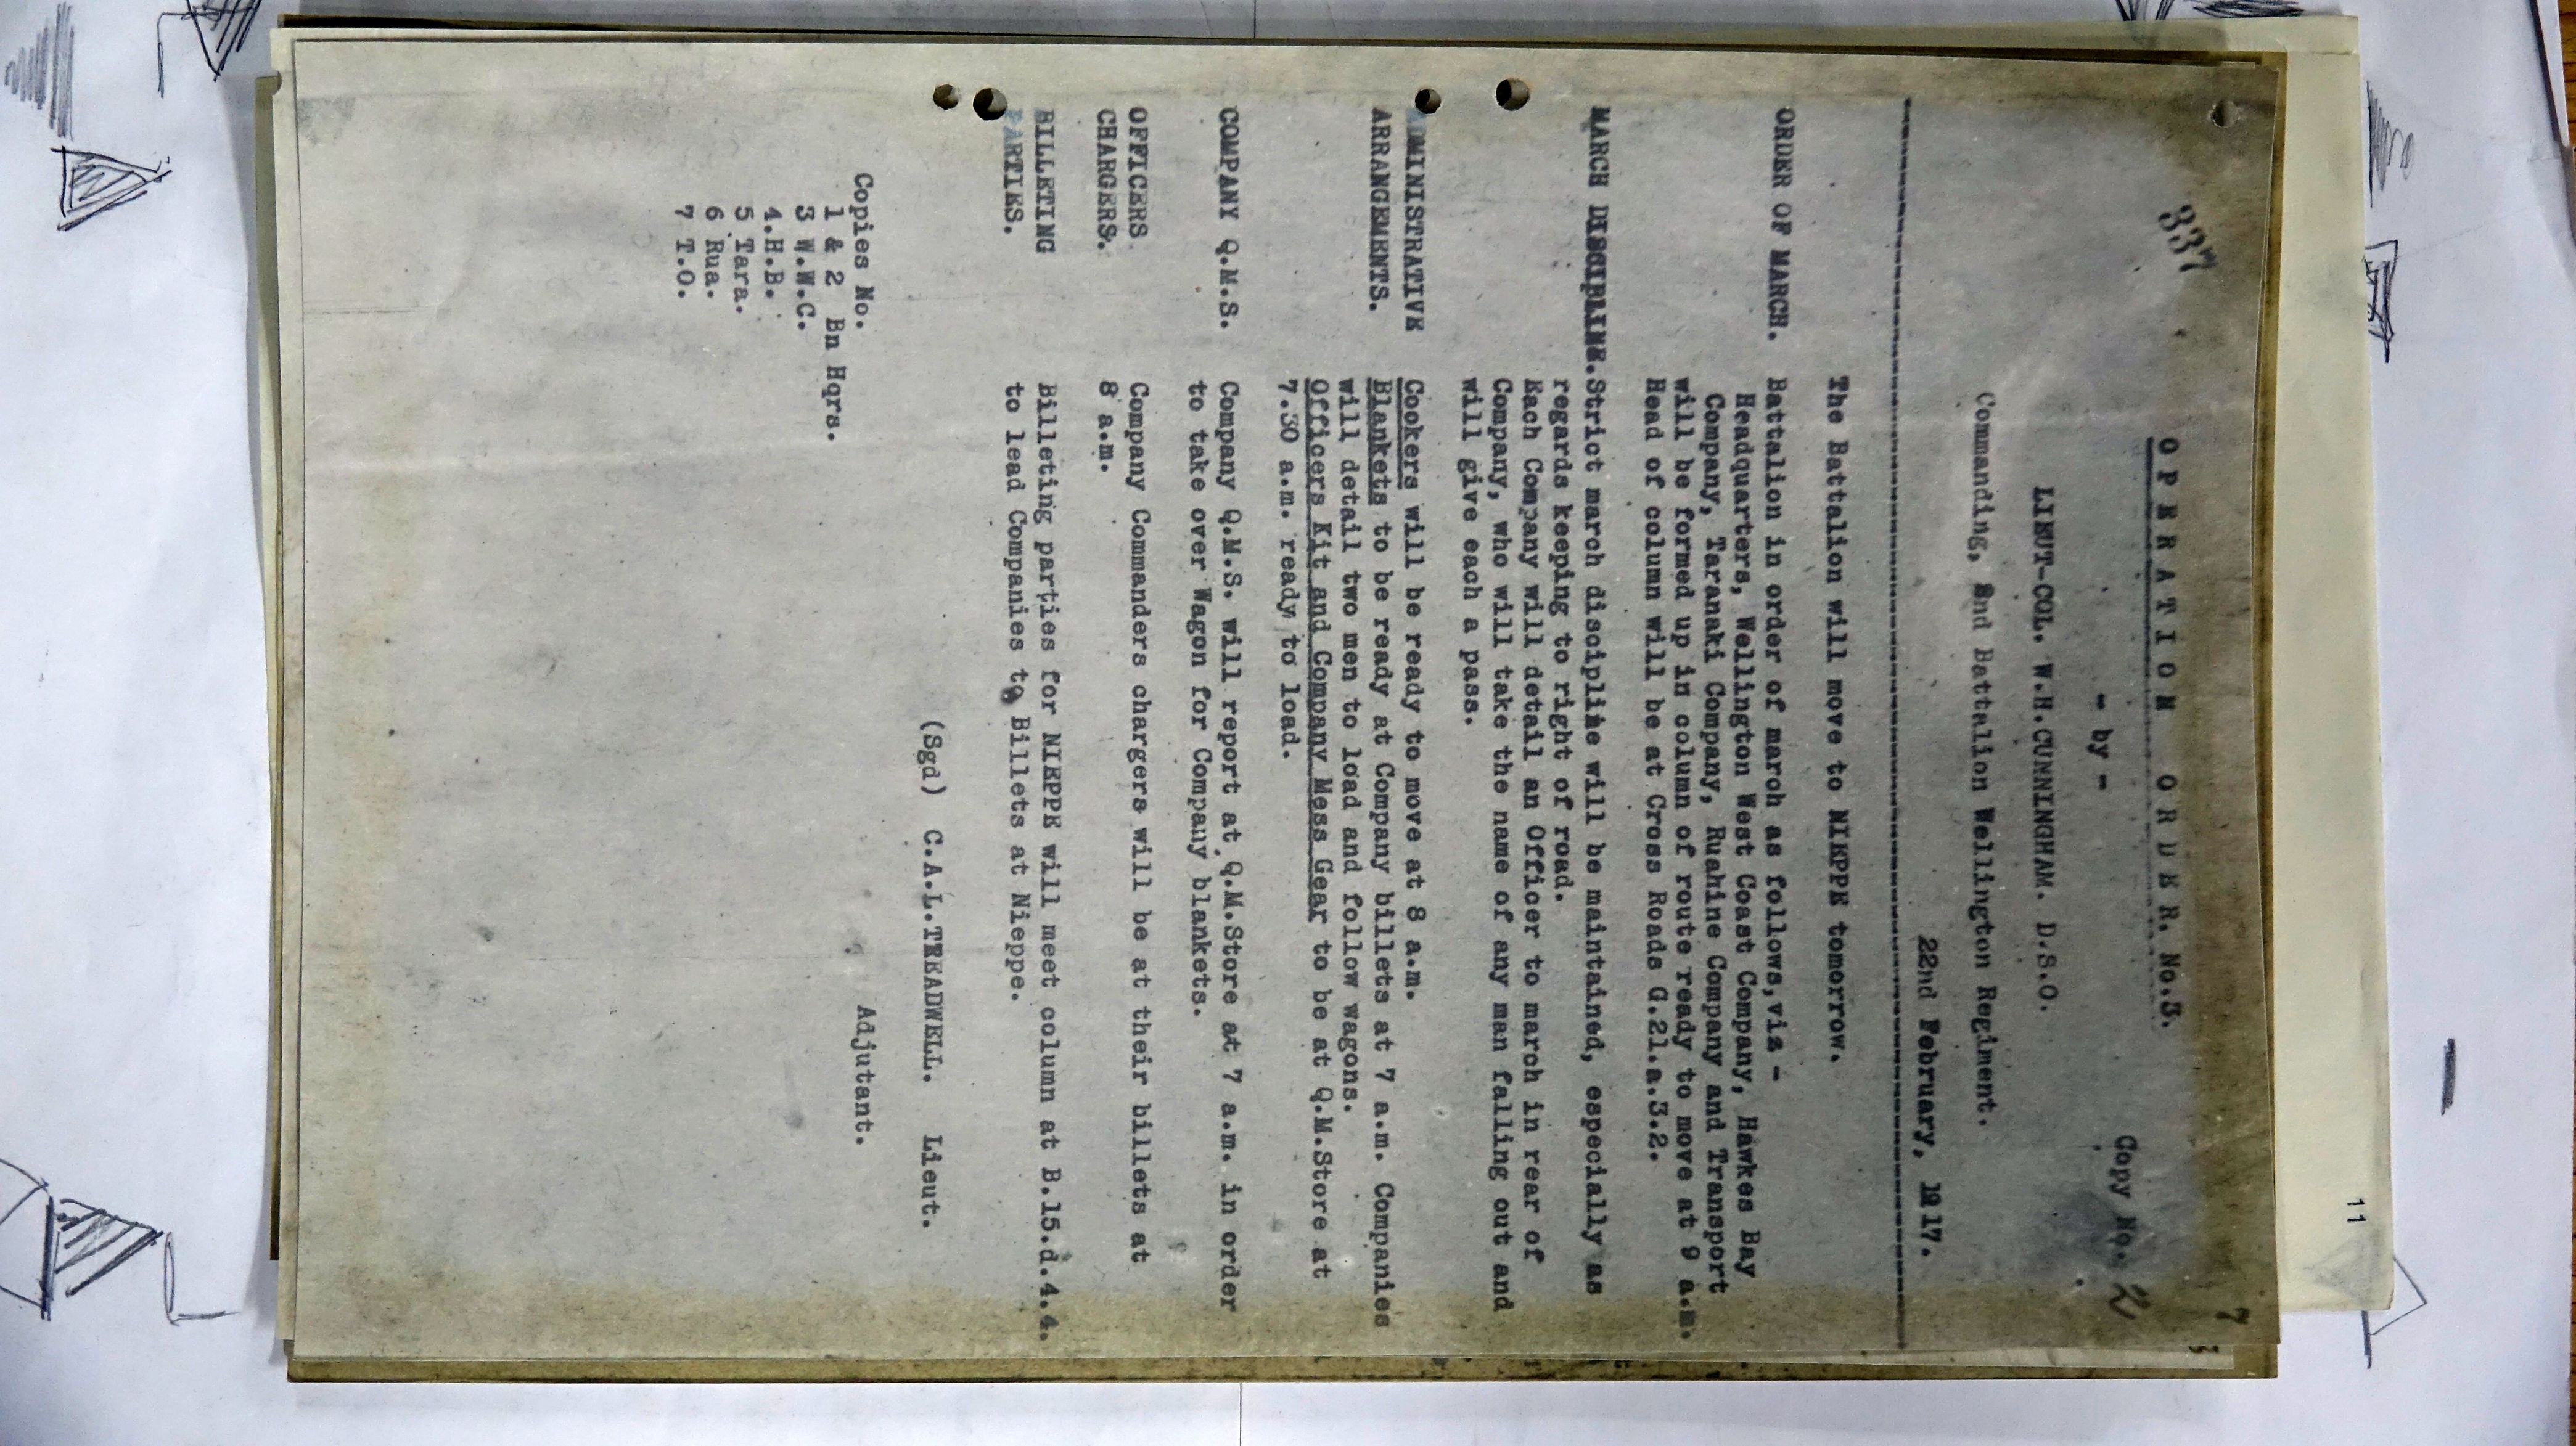 337
7
O P E R A T I O N   O R D E R. No.3.
Copy No. 2
- by -
LIEUT-COL. W.H.CUNNINGHAM. D.S.O.
Commanding, 2nd Battalion Wellington Regiment.
22nd February, 1917.
The Battalion will move to NIEPPE tomorrow.
ORDER OF MARCH. Battalion in order of march as follows,viz -
Headquarters, Wellington West Coast Company, Hawkes Bay
Company, Taranaki Company, Ruahine Company and Transport
will be formed up in column of route ready to move at 9 a.m.
Head of column will be at Cross Roads G.21.a.3.2.
MARCH DISCIPLINE. Strict march discipline will be maintained, especially as
regards keeping to right of road.
Each Company will detail an Officer to march in rear of
Company, who will take the name of any man falling out and
will give each a pass.
ADMINISTRATIVE Cookers will be ready to move at 8 a.m.
ARRANGEMENTS. Blankets to be ready at Company billets at 7 a.m. Companies
will detail two men to load and follow wagons.
Officers Kit and Company Mess Gear to be at Q.M.Store at
7.30 a.m. ready to load.
COMPANY Q.M.S. Company Q.M.S. will report at Q.M.Store at 7 a.m. in order
to take over Wagon for Company blankets.
OFFICERS Company Commanders chargers will be at their billets at
CHARGERS. 8 a.m.
BILLETING Billeting parties for NIEPPE will meet column at B.15.d.4.4.
PARTIES. to lead Companies to Billets at Nieppe.
(Sgd) C.A.L.TREADWELL. Lieut.
Adjutant.
Copies No.
1 & 2 Bn Hqrs.
3 W.W.C.
4.H.B.
5 Tara.
6 Rua.
7 T.O.
11